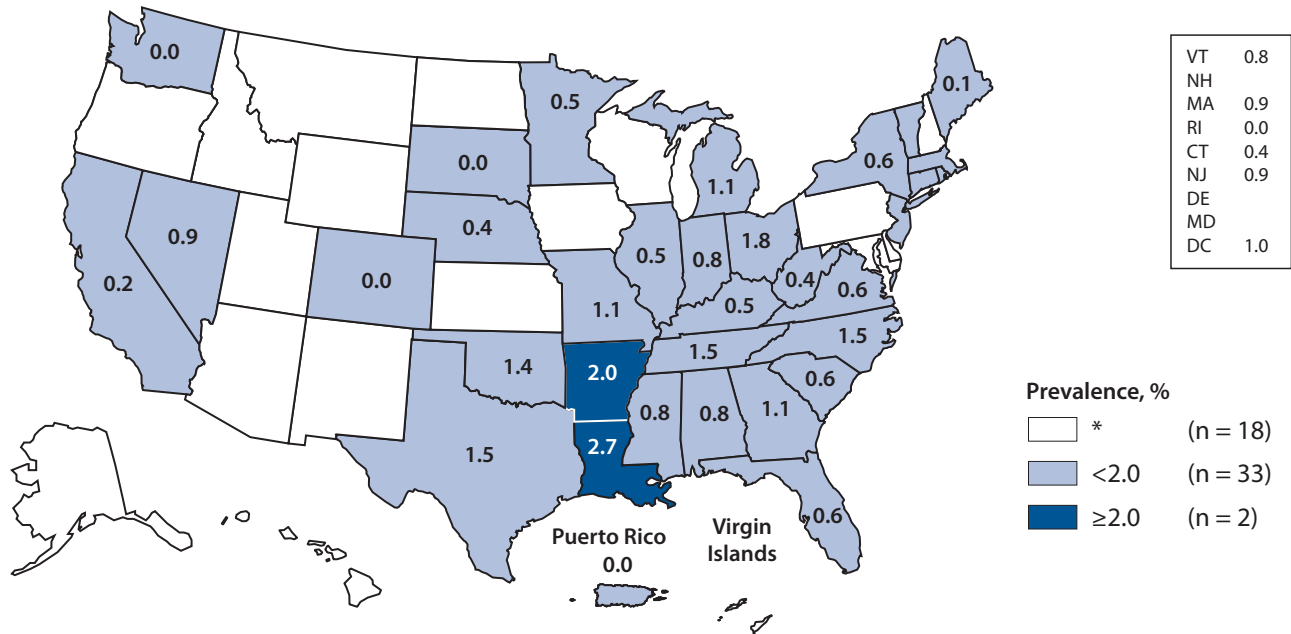 0.0
0.5
0.1
VT 0.8
NH
MA 0.9
RI 0.0
CT 0.4
NJ 0.9
DE
MD
DC 1.0
0.0
0.6
1.1
0.4
0.9
1.8
0.5
0.8
0.2
0.0
0.4
0.6
1.1
0.5
1.5
1.5
1.4
2.0
0.6
0.8
0.8
1.1
2.7
1.5
0.6
Puerto Rico
0.0
Virgin
Islands
Prevalence, %
* (n = 18)
<2.0 (n = 33)
≥2.0 (n = 2)